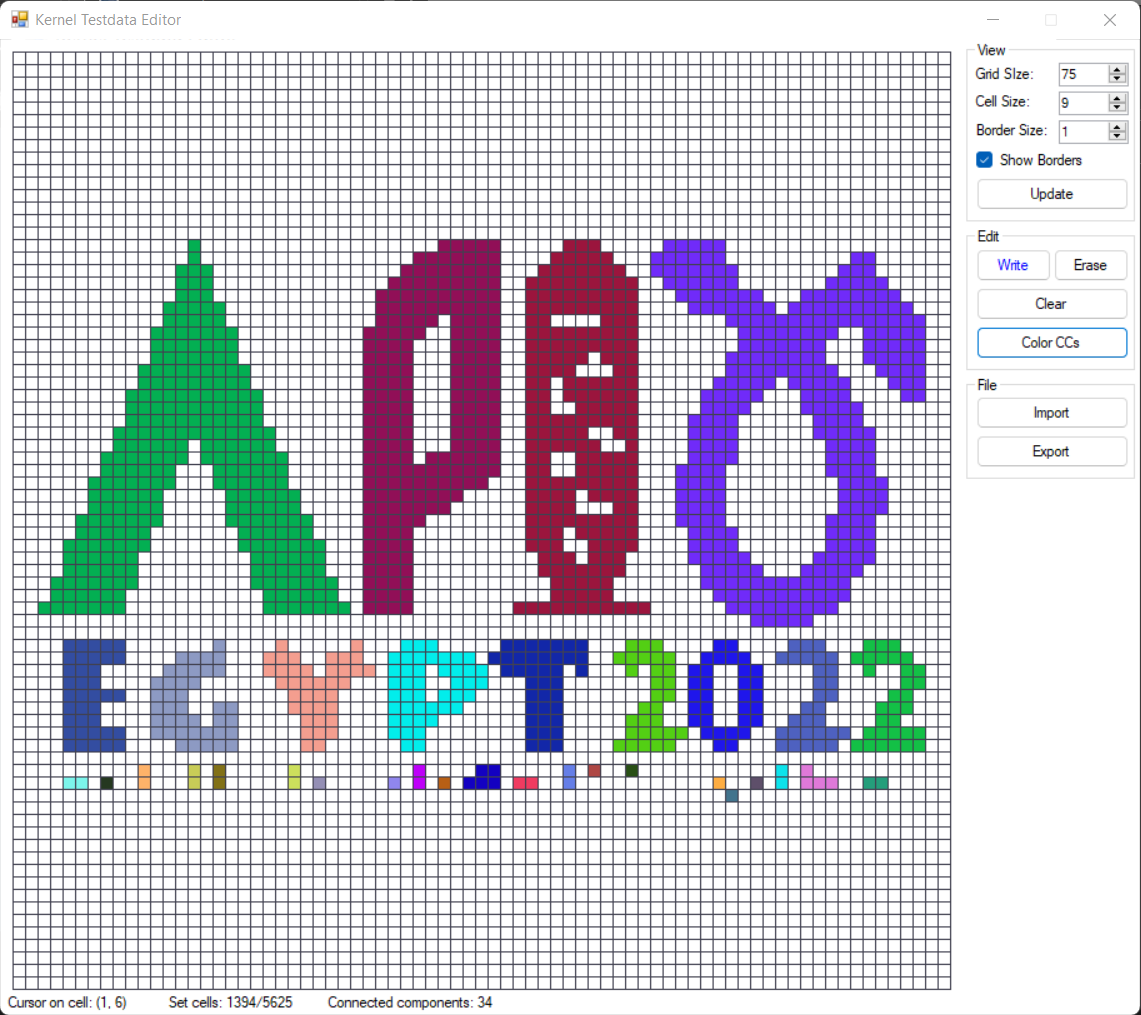 Kernel Testdata Editor
View
Grid SIze: 75
Cell Size: 9
Border Size: 1
Show Borders
Update
Edit
Write Erase
Clear
Color CCs
File
Import
Export
EGYPT2022
Cursor on cell: (1, 6) Set cells: 1394/5625 Connected components: 34